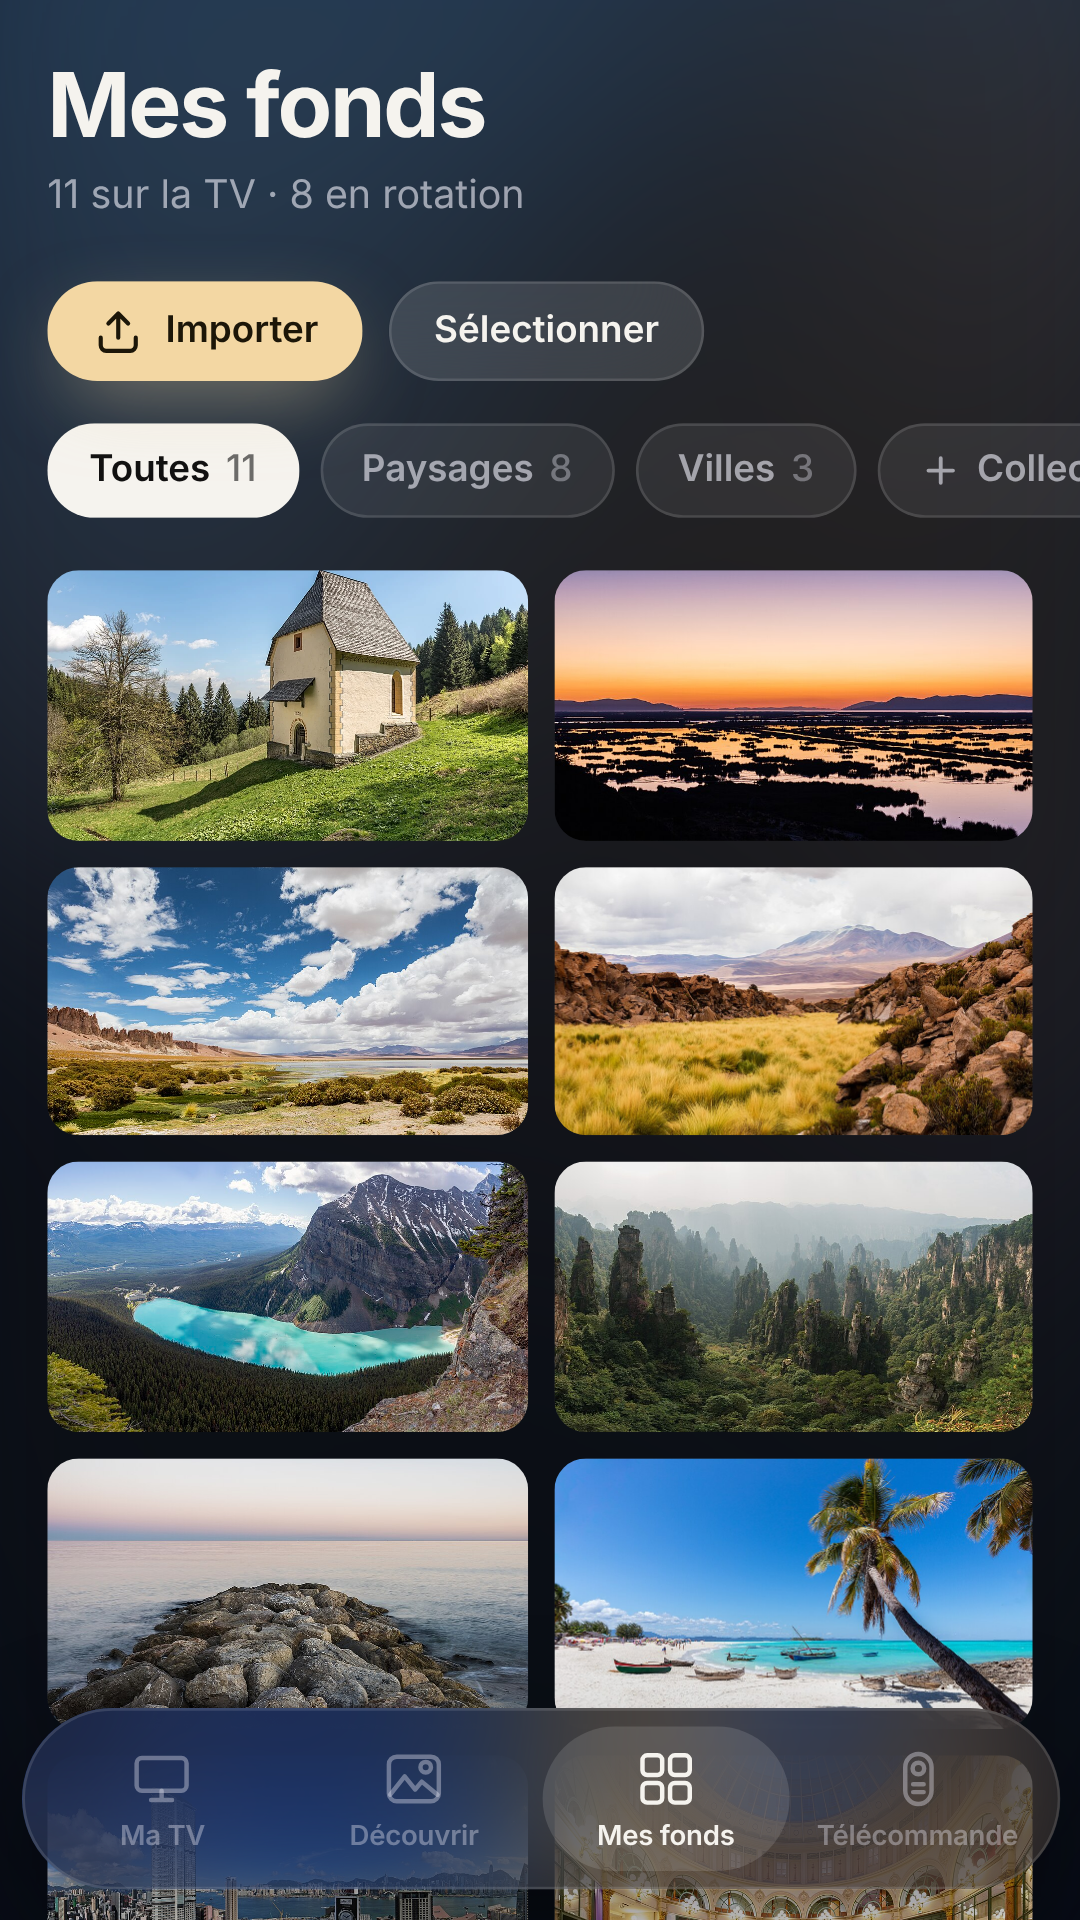 Mes fonds
11 sur la TV · 8 en rotation
Importer
Sélectionner
Toutes 11
Paysages 8
Villes 3
+ Collec
Ma TV
Découvrir
Mes fonds
Télécommande